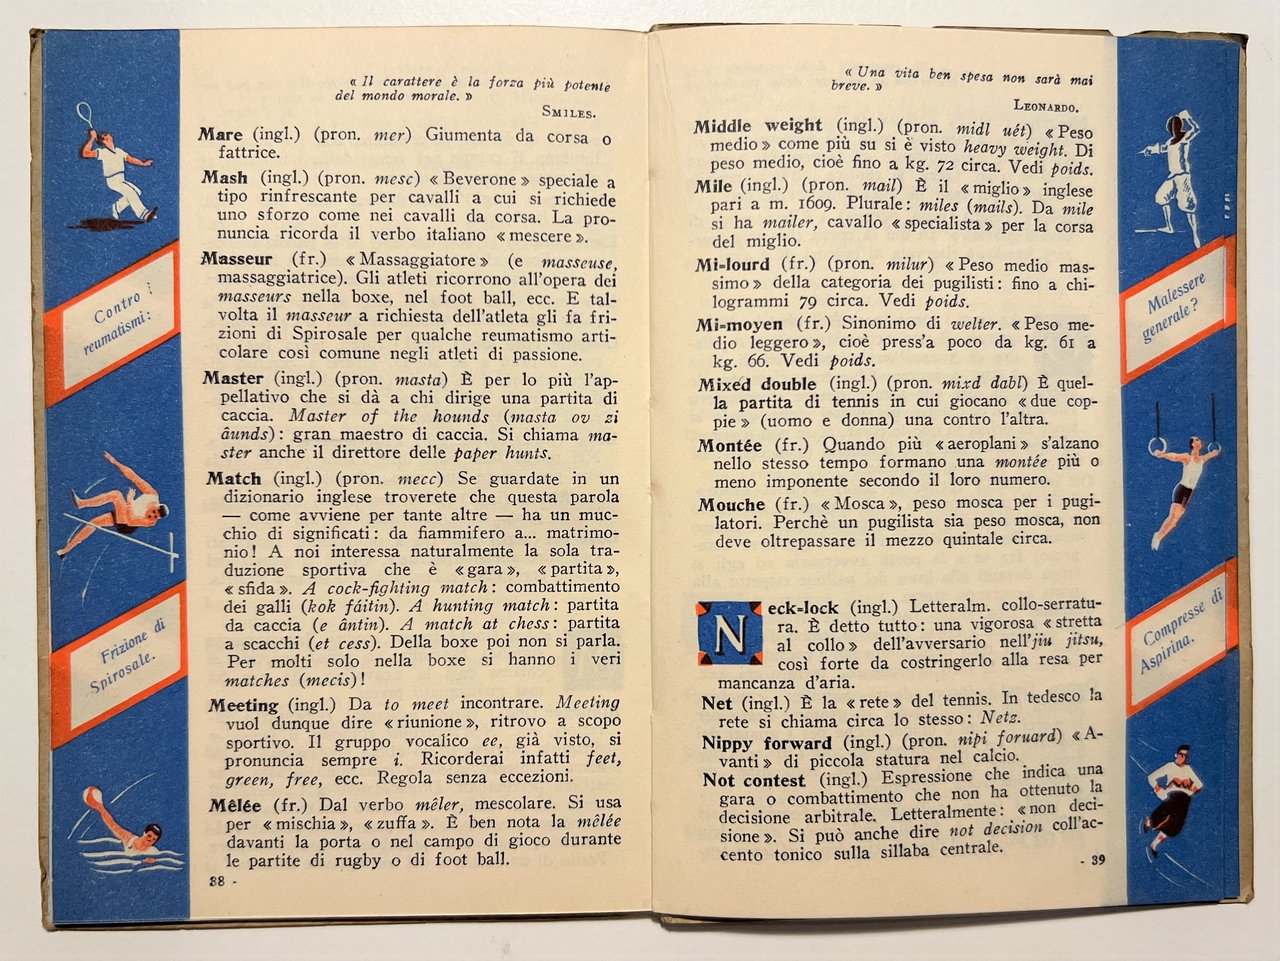 « Il carattere è la forza più potente
del mondo morale. »
SMILES.
Mare (ingl.) (pron. mer) Giumenta da corsa o
fattrice.
Mash (ingl.) (pron. mesc) « Beverone » speciale a
tipo rinfrescante per cavalli a cui si richiede
uno sforzo come nei cavalli da corsa. La pro-
nuncia ricorda il verbo italiano « mescere ».
Masseur (fr.) « Massaggiatore » (e masseuse,
massaggiatrice). Gli atleti ricorrono all'opera dei
masseurs nella boxe, nel foot ball, ecc. E tal-
volta il masseur a richiesta dell'atleta gli fa fri-
zioni di Spirosale per qualche reumatismo arti-
colare così comune negli atleti di passione.
Master (ingl.) (pron. masta) È per lo più l'ap-
pellativo che si dà a chi dirige una partita di
caccia. Master of the hounds (masta ov zi
âunds) : gran maestro di caccia. Si chiama ma-
ster anche il direttore delle paper hunts.
Match (ingl.) (pron. mecc) Se guardate in un
dizionario inglese troverete che questa parola
— come avviene per tante altre — ha un muc-
chio di significati : da fiammifero a... matrimo-
nio ! A noi interessa naturalmente la sola tra-
duzione sportiva che è « gara », « partita »,
« sfida ». A cock-fighting match : combattimento
dei galli (kok fáitin). A hunting match : partita
da caccia (e ântin). A match at chess : partita
a scacchi (et cess). Della boxe poi non si parla.
Per molti solo nella boxe si hanno i veri
matches (mecis) !
Meeting (ingl.) Da to meet incontrare. Meeting
vuol dunque dire « riunione », ritrovo a scopo
sportivo. Il gruppo vocalico ee, già visto, si
pronuncia sempre i. Ricorderai infatti feet,
green, free, ecc. Regola senza eccezioni.
Mêlée (fr.) Dal verbo mêler, mescolare. Si usa
per « mischia », « zuffa ». È ben nota la mêlée
davanti la porta o nel campo di gioco durante
le partite di rugby o di foot ball.
38 -
Contro i
reumatismi :
Frizione di
Spirosale.
« Una vita ben spesa non sarà mai
breve. »
LEONARDO.
Middle weight (ingl.) (pron. midl uét) « Peso
medio » come più su si è visto heavy weight. Di
peso medio, cioè fino a kg. 72 circa. Vedi poids.
Mile (ingl.) (pron. mail) È il « miglio » inglese
pari a m. 1609. Plurale : miles (mails). Da mile
si ha mailer, cavallo « specialista » per la corsa
del miglio.
Mi=lourd (fr.) (pron. milur) « Peso medio mas-
simo » della categoria dei pugilisti : fino a chi-
logrammi 79 circa. Vedi poids.
Mi=moyen (fr.) Sinonimo di welter. « Peso me-
dio leggero », cioè press'a poco da kg. 61 a
kg. 66. Vedi poids.
Mixed double (ingl.) (pron. mixd dabl) È quel-
la partita di tennis in cui giocano « due cop-
pie » (uomo e donna) una contro l'altra.
Montée (fr.) Quando più « aeroplani » s'alzano
nello stesso tempo formano una montée più o
meno imponente secondo il loro numero.
Mouche (fr.) « Mosca », peso mosca per i pugi-
latori. Perchè un pugilista sia peso mosca, non
deve oltrepassare il mezzo quintale circa.
Neck=lock (ingl.) Letteralm. collo-serratu-
ra. È detto tutto : una vigorosa « stretta
al collo » dell'avversario nell'jiu jitsu,
così forte da costringerlo alla resa per
mancanza d'aria.
Net (ingl.) È la « rete » del tennis. In tedesco la
rete si chiama circa lo stesso : Netz.
Nippy forward (ingl.) (pron. nipi foruard) « A-
vanti » di piccola statura nel calcio.
Not contest (ingl.) Espressione che indica una
gara o combattimento che non ha ottenuto la
decisione arbitrale. Letteralmente : « non deci-
sione ». Si può anche dire not decision coll'ac-
cento tonico sulla sillaba centrale.
- 39
Malessere
generale ?
Compresse di
Aspirina.